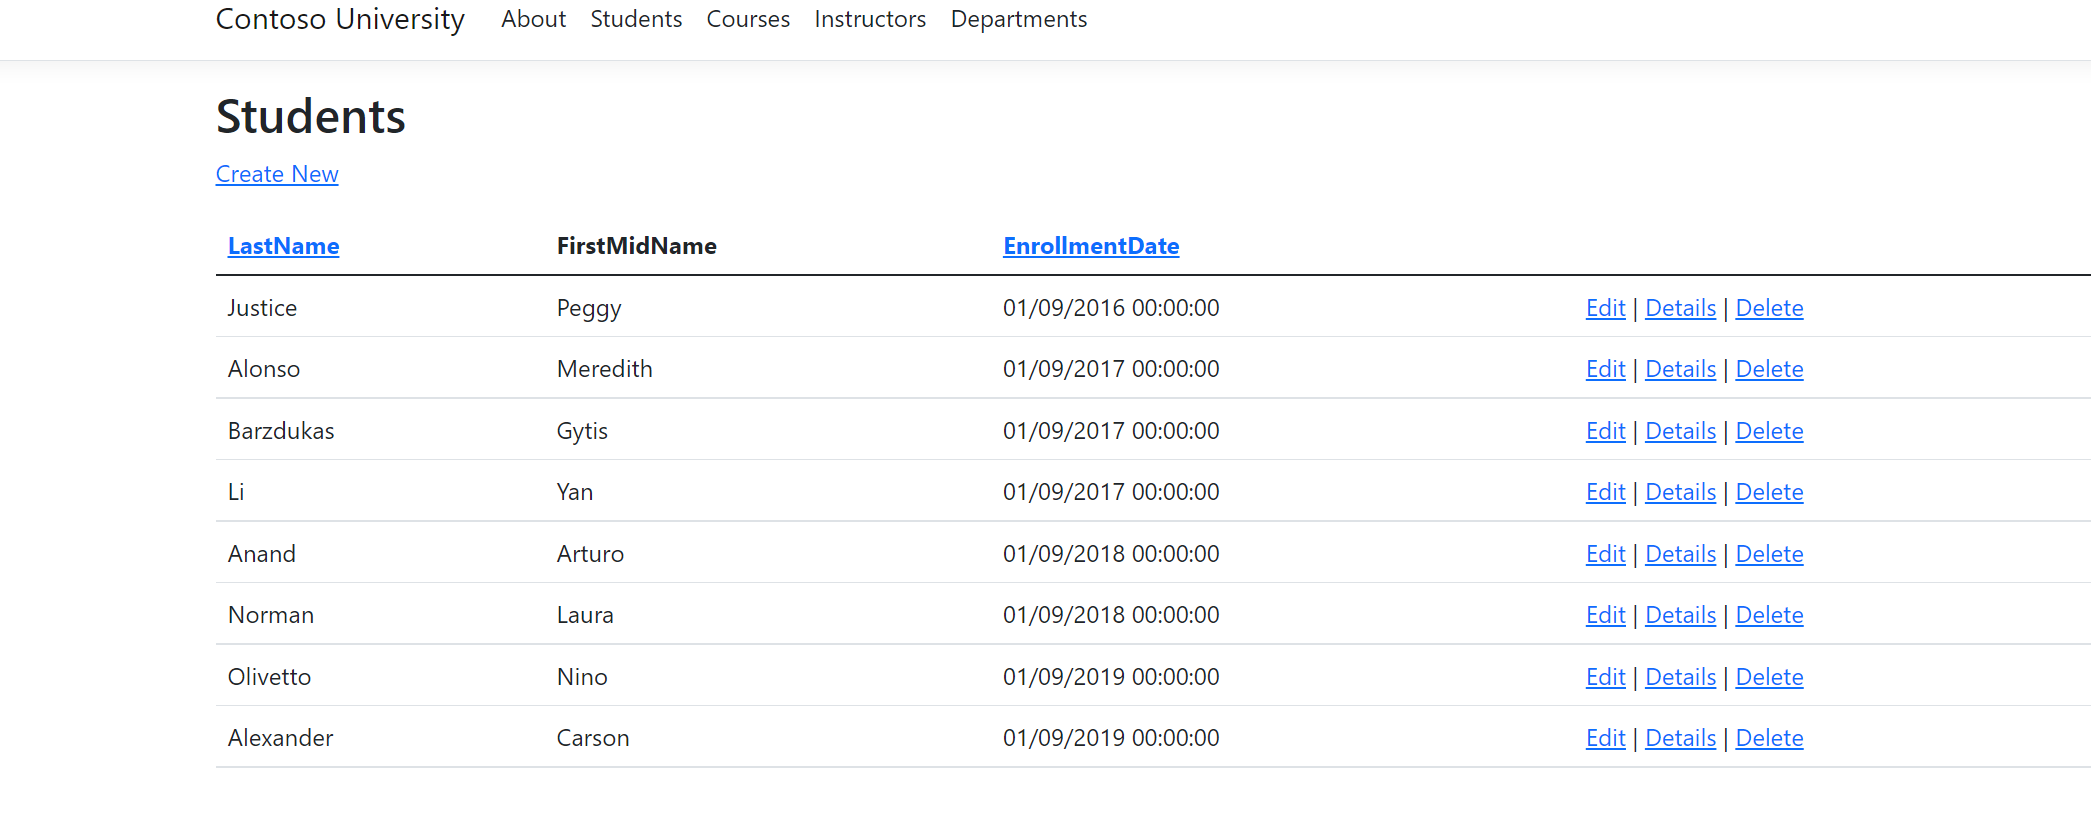 Contoso University About Students Courses Instructors Departments
Students
Create New
LastName FirstMidName EnrollmentDate
Justice Peggy 01/09/2016 00:00:00 Edit | Details | Delete
Alonso Meredith 01/09/2017 00:00:00 Edit | Details | Delete
Barzdukas Gytis 01/09/2017 00:00:00 Edit | Details | Delete
Li Yan 01/09/2017 00:00:00 Edit | Details | Delete
Anand Arturo 01/09/2018 00:00:00 Edit | Details | Delete
Norman Laura 01/09/2018 00:00:00 Edit | Details | Delete
Olivetto Nino 01/09/2019 00:00:00 Edit | Details | Delete
Alexander Carson 01/09/2019 00:00:00 Edit | Details | Delete